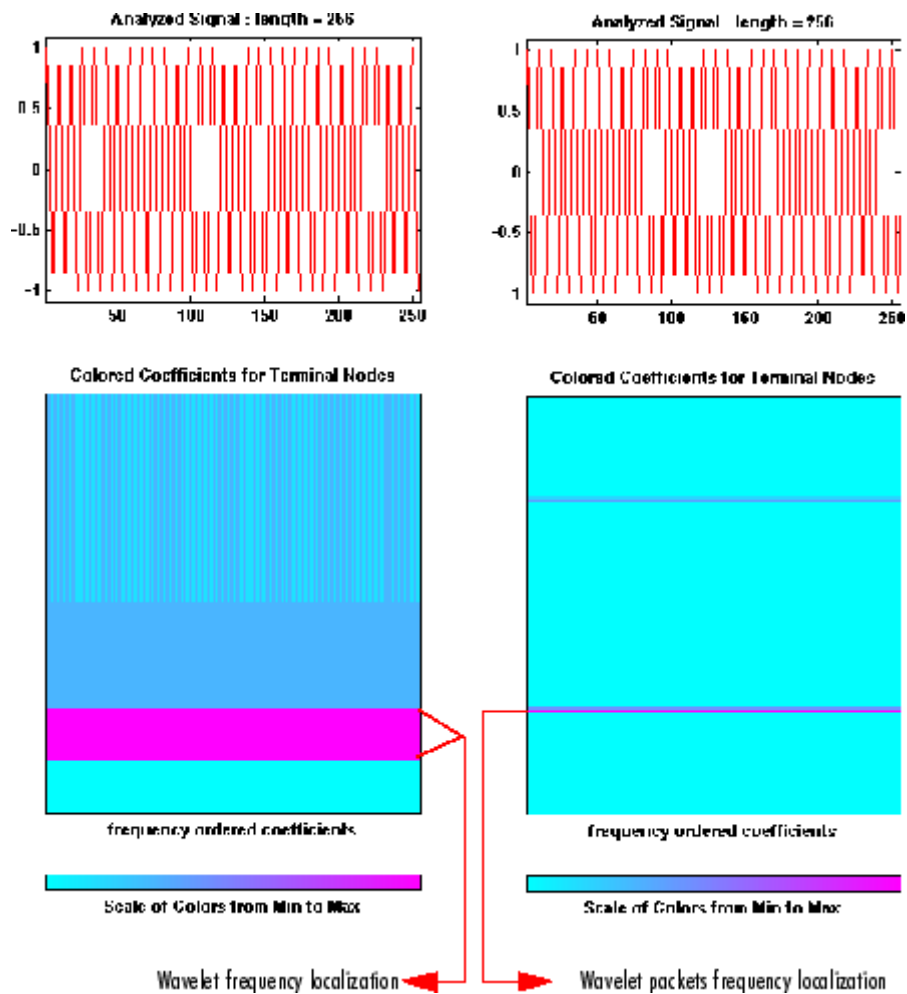 Analyzed Signal : length = 256
1
0.5
0
-0.5
-1
50 100 150 200 250
Analyzed Signal : length = 256
1
0.5
0
-0.5
1
50 100 150 200 250
Colored Coefficients for Terminal Nodes
frequency ordered coefficients
Scale of Colors from Min to Max
Colored Coefficients for Terminal Nodes
frequency ordered coefficients
Scale of Colors from Min to Max
Wavelet frequency localization
Wavelet packets frequency localization